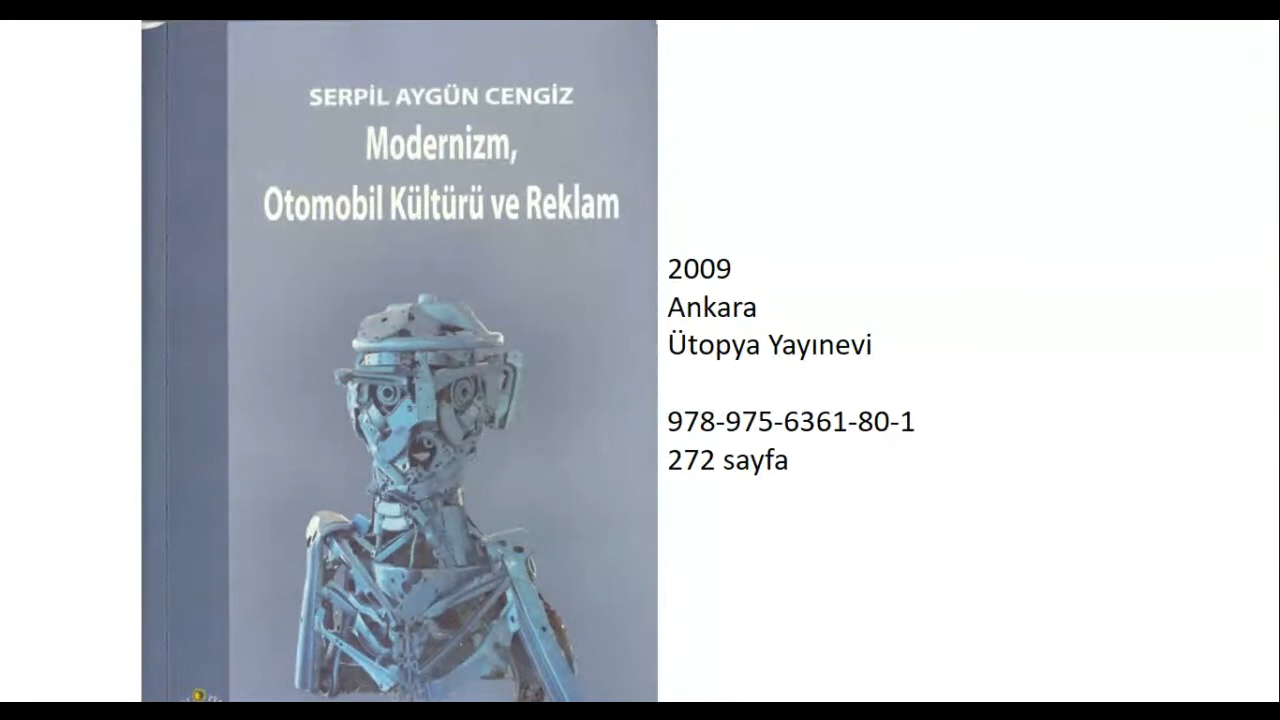 SERPİL AYGÜN CENGİZ
Modernizm,
Otomobil Kültürü ve Reklam
2009
Ankara
Ütopya Yayınevi
978-975-6361-80-1
272 sayfa